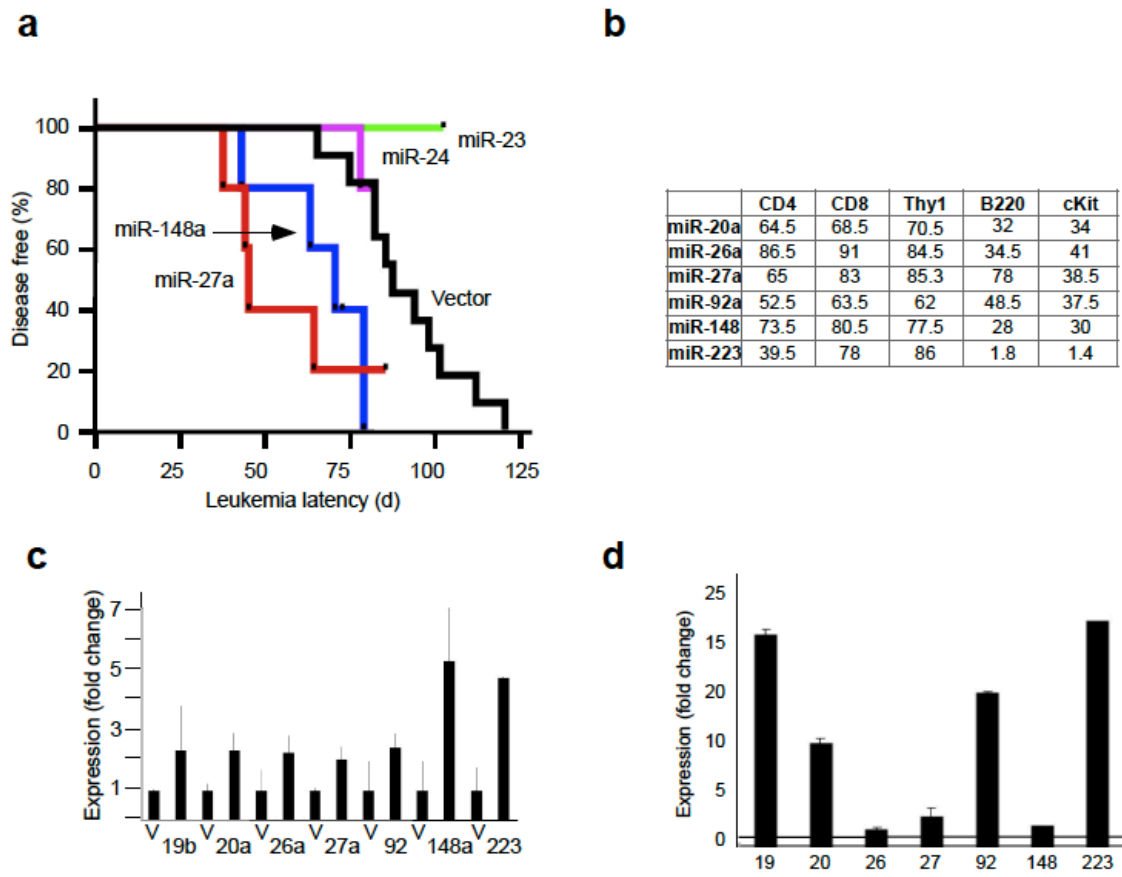 a
100
80
60
40
20
0
Disease free (%)
miR-23
miR-24
miR-148a
miR-27a
Vector
0 25 50 75 100 125
Leukemia latency (d)
b
CD4 CD8 Thy1 B220 cKit
miR-20a 64.5 68.5 70.5 32 34
miR-26a 86.5 91 84.5 34.5 41
miR-27a 65 83 85.3 78 38.5
miR-92a 52.5 63.5 62 48.5 37.5
miR-148 73.5 80.5 77.5 28 30
miR-223 39.5 78 86 1.8 1.4
c
Expression (fold change)
7
5
3
1
V 19b V 20a V 26a V 27a V 92 V 148a V 223
d
Expression (fold change)
25
15
20
10
5
0
19 20 26 27 92 148 223